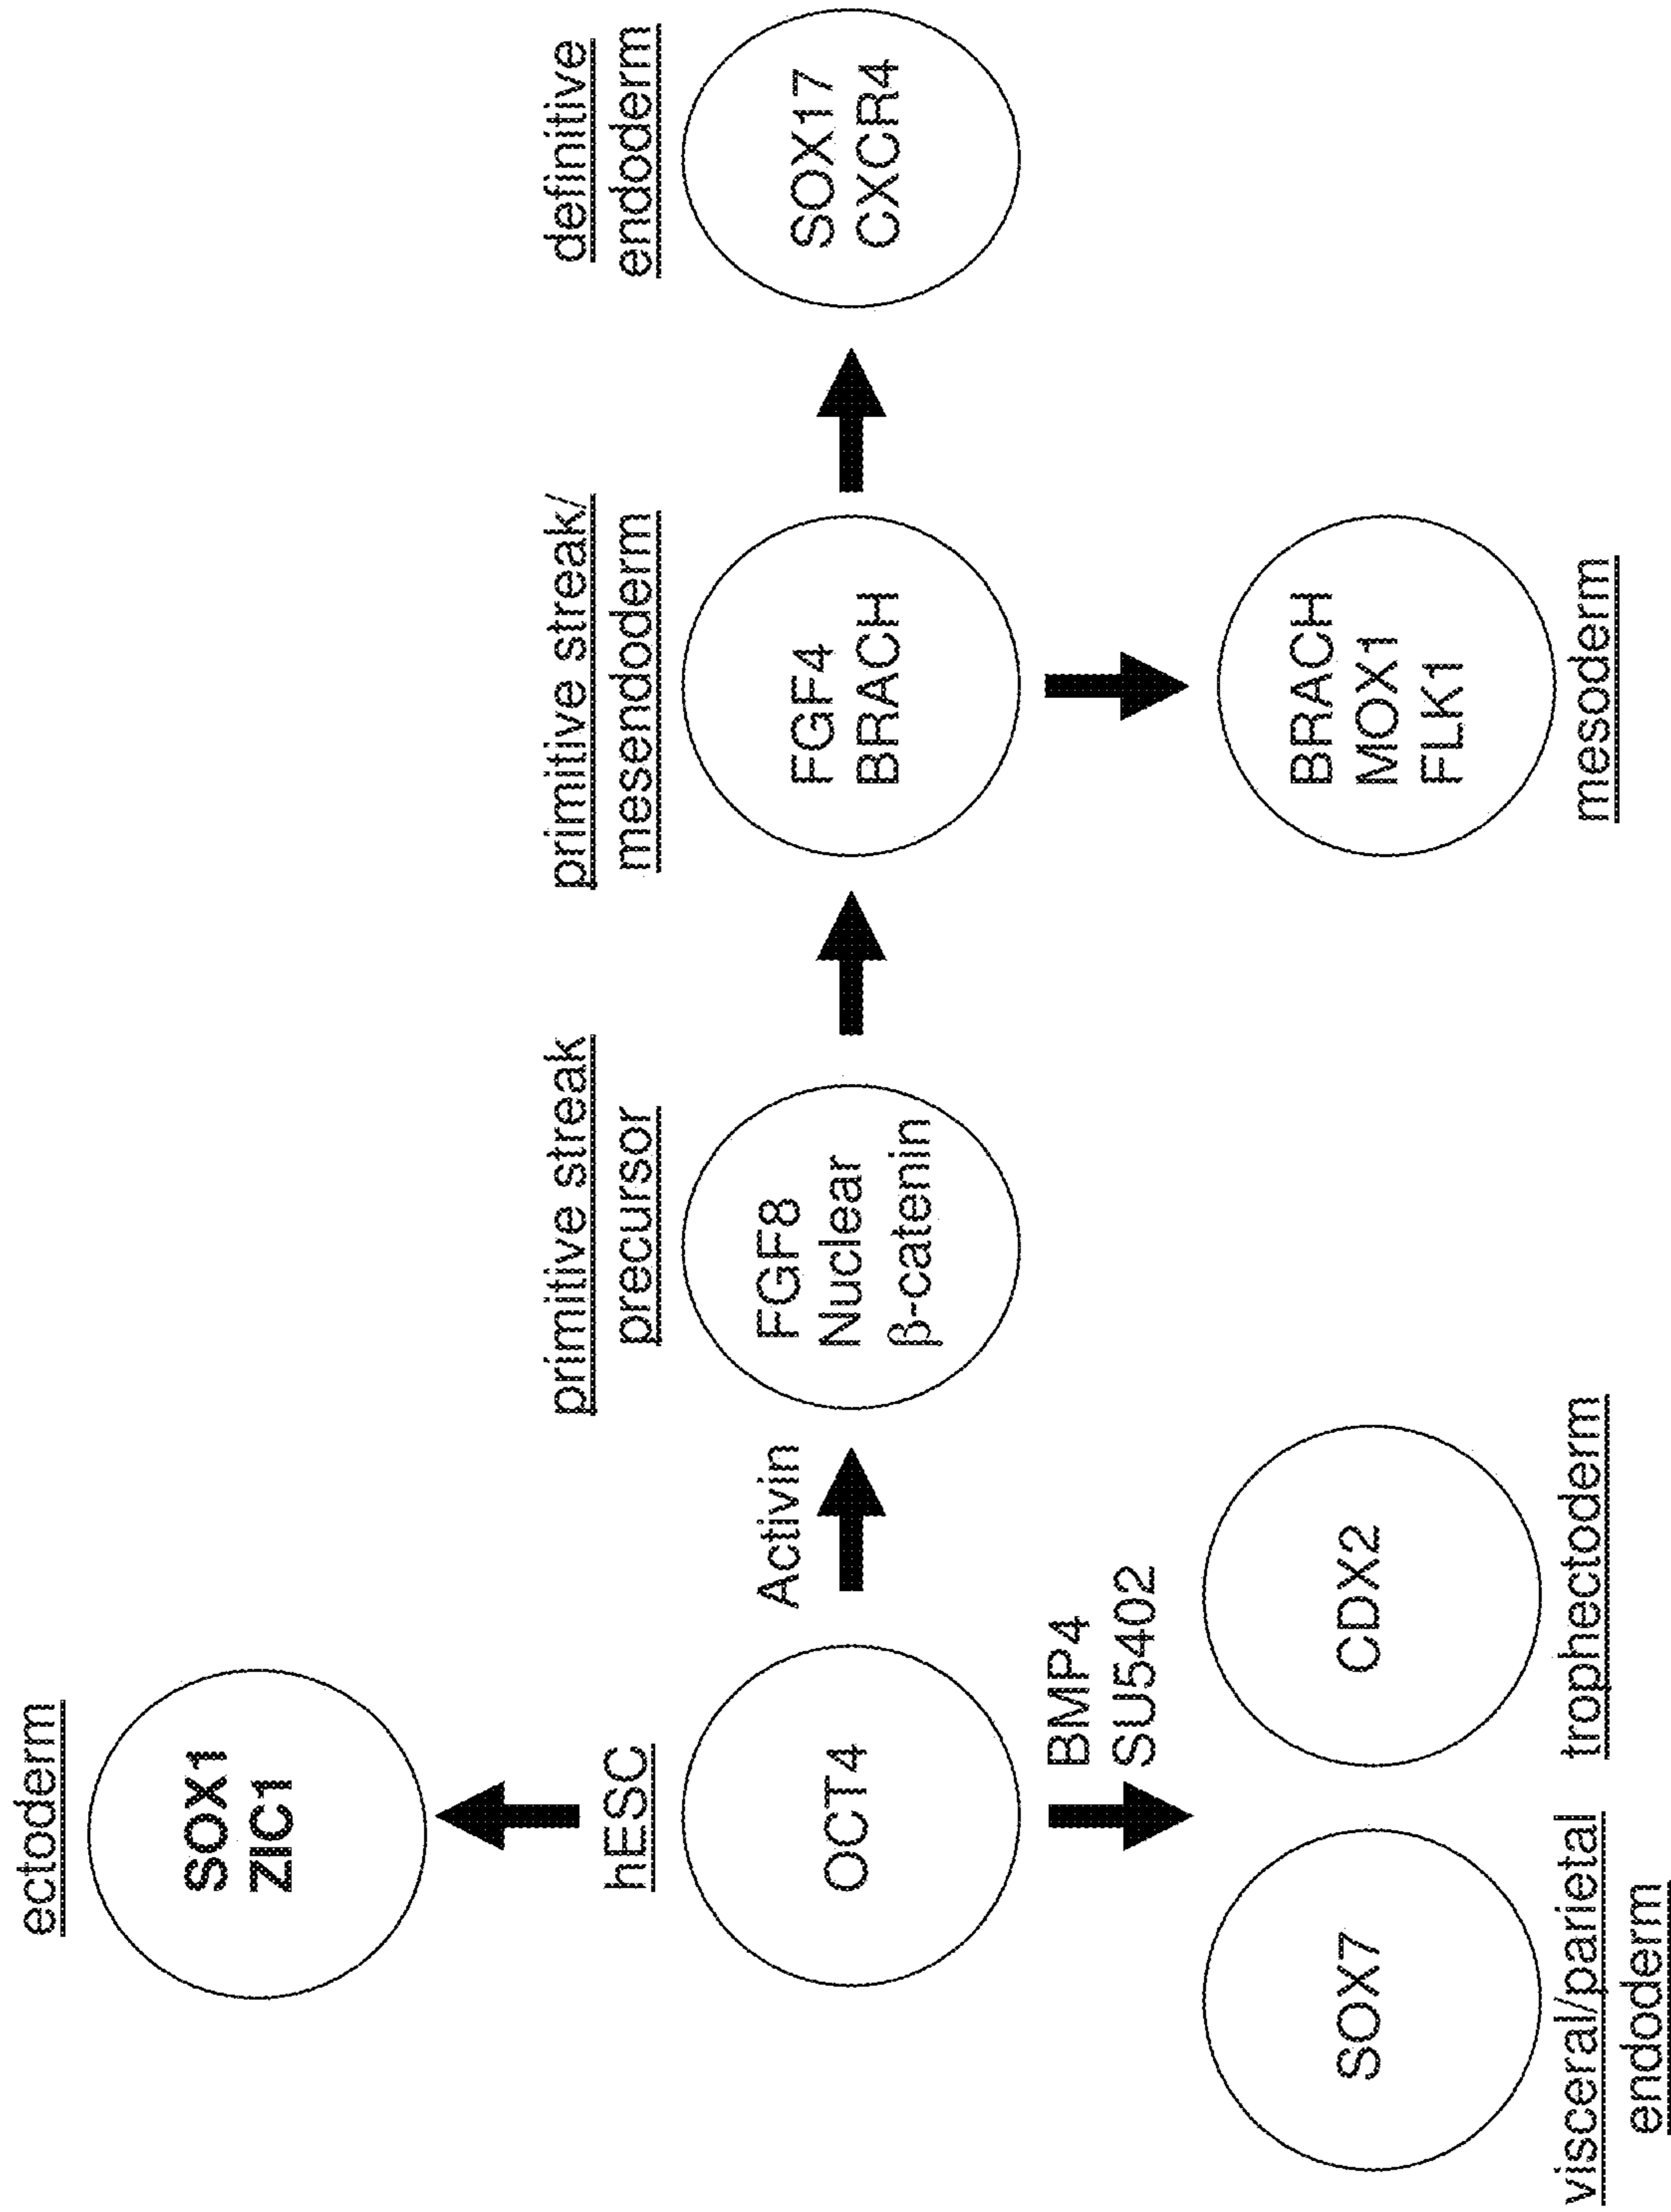 ectoderm
SOX1
ZIC1
hESC
OCT4
BMP4
SU5402
SOX7
visceral/parietal
endoderm
CDX2
trophectoderm
Activin
primitive streak
precursor
FGF8
Nuclear
β-catenin
primitive streak/
mesendoderm
FGF4
BRACH
BRACH
MOX1
FLK1
mesoderm
definitive
endoderm
SOX17
CXCR4